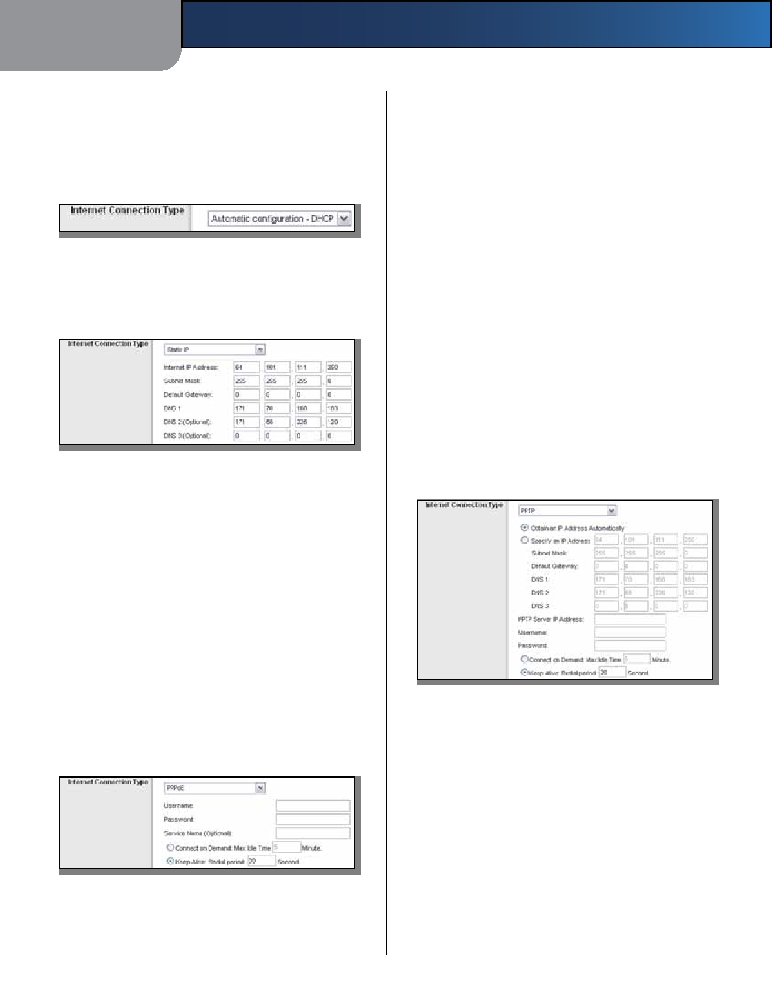 Internet Connection Type
Automatic configuration - DHCP
Internet Connection Type
Static IP
Internet IP Address: 64 . 101 . 111 . 250
Subnet Mask: 255 . 255 . 255 . 0
Default Gateway: 0 . 0 . 0 . 0
DNS 1: 171 . 70 . 168 . 183
DNS 2 (Optional): 171 . 68 . 226 . 120
DNS 3 (Optional): 0 . 0 . 0 . 0
Internet Connection Type
PPPoE
Username:
Password:
Service Name (Optional):
Connect on Demand: Max Idle Time 5 Minute.
Keep Alive: Redial period: 30 Second.
Internet Connection Type
PPTP
Obtain an IP Address Automatically
Specify an IP Address 64 . 101 . 111 . 250
Subnet Mask: 255 . 255 . 255 . 0
Default Gateway: 0 . 0 . 0 . 0
DNS 1: 171 . 70 . 168 . 183
DNS 2: 171 . 68 . 226 . 120
DNS 3: 0 . 0 . 0 . 0
PPTP Server IP Address:
Username:
Password:
Connect on Demand: Max Idle Time 5 Minute.
Keep Alive: Redial period: 30 Second.